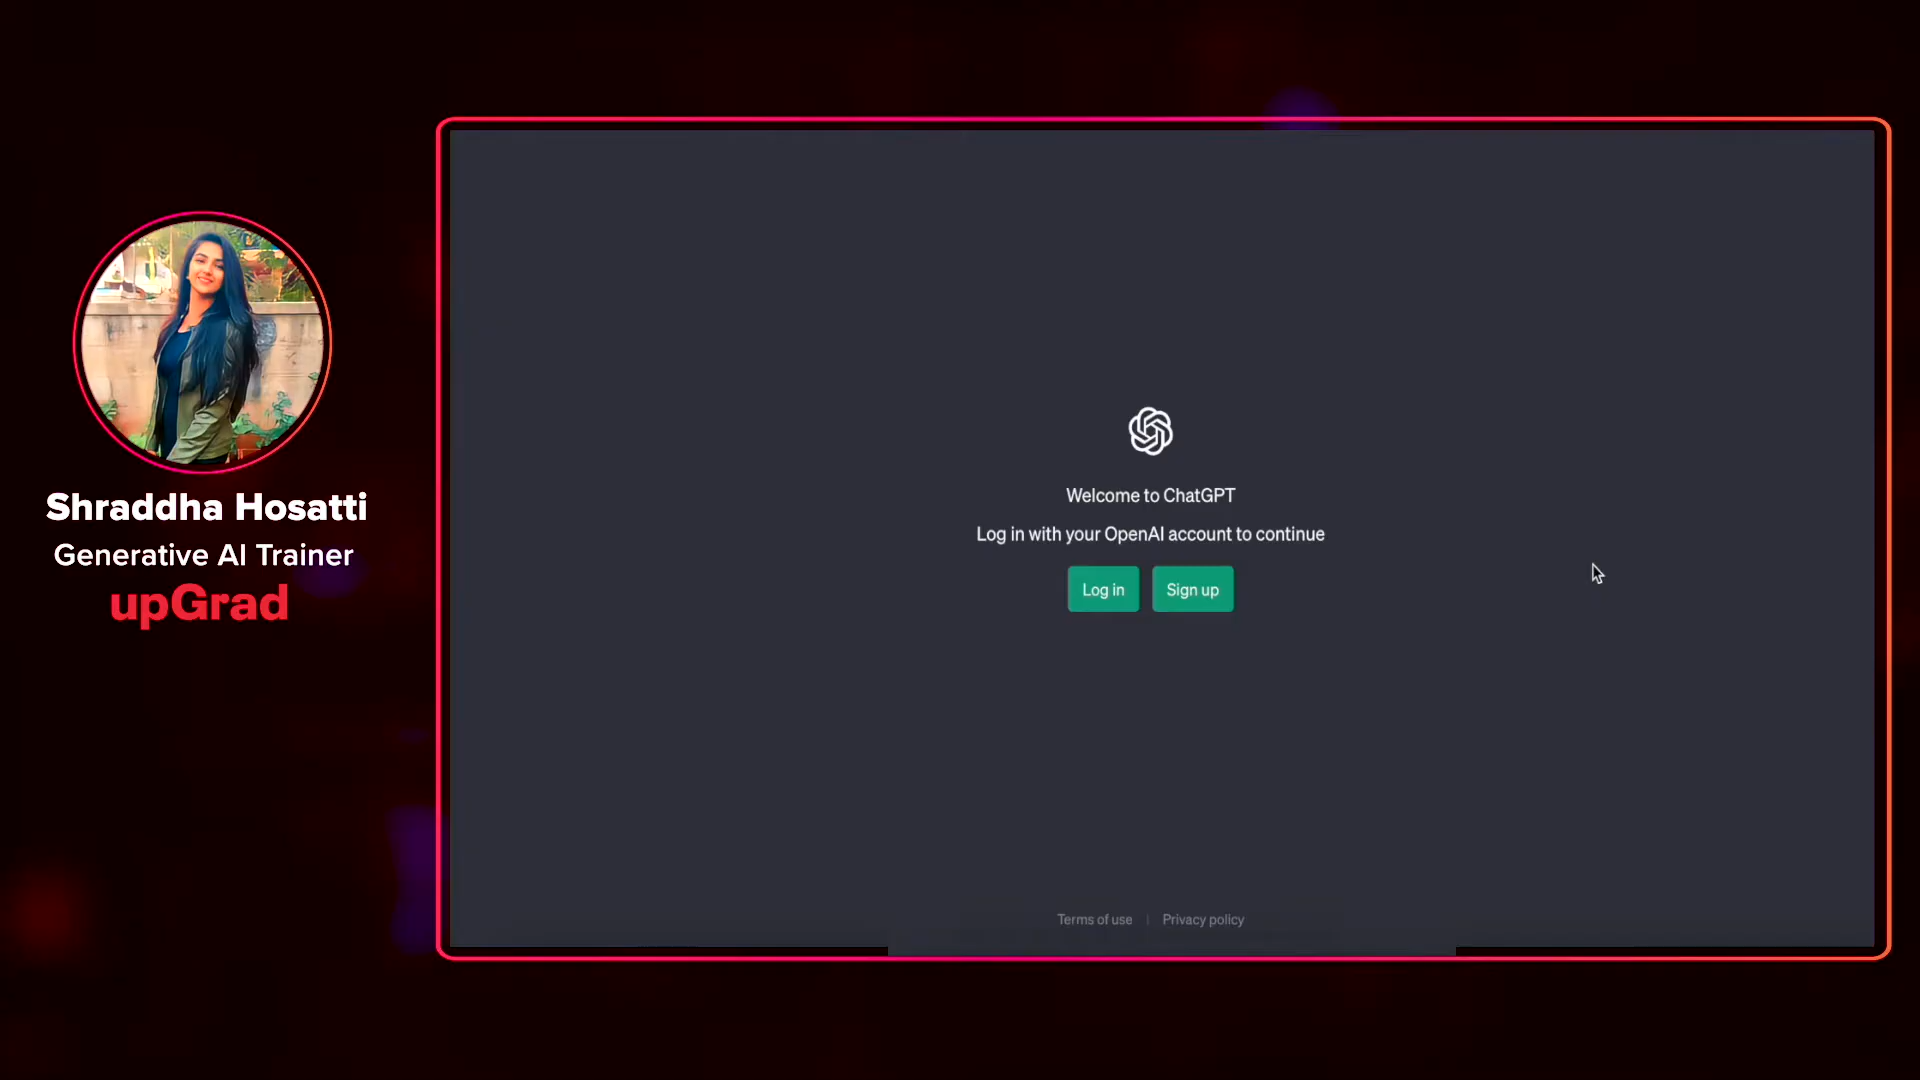 Shraddha Hosatti
Generative AI Trainer
upGrad
Welcome to ChatGPT
Log in with your OpenAI account to continue
Log in
Sign up
Terms of use | Privacy policy